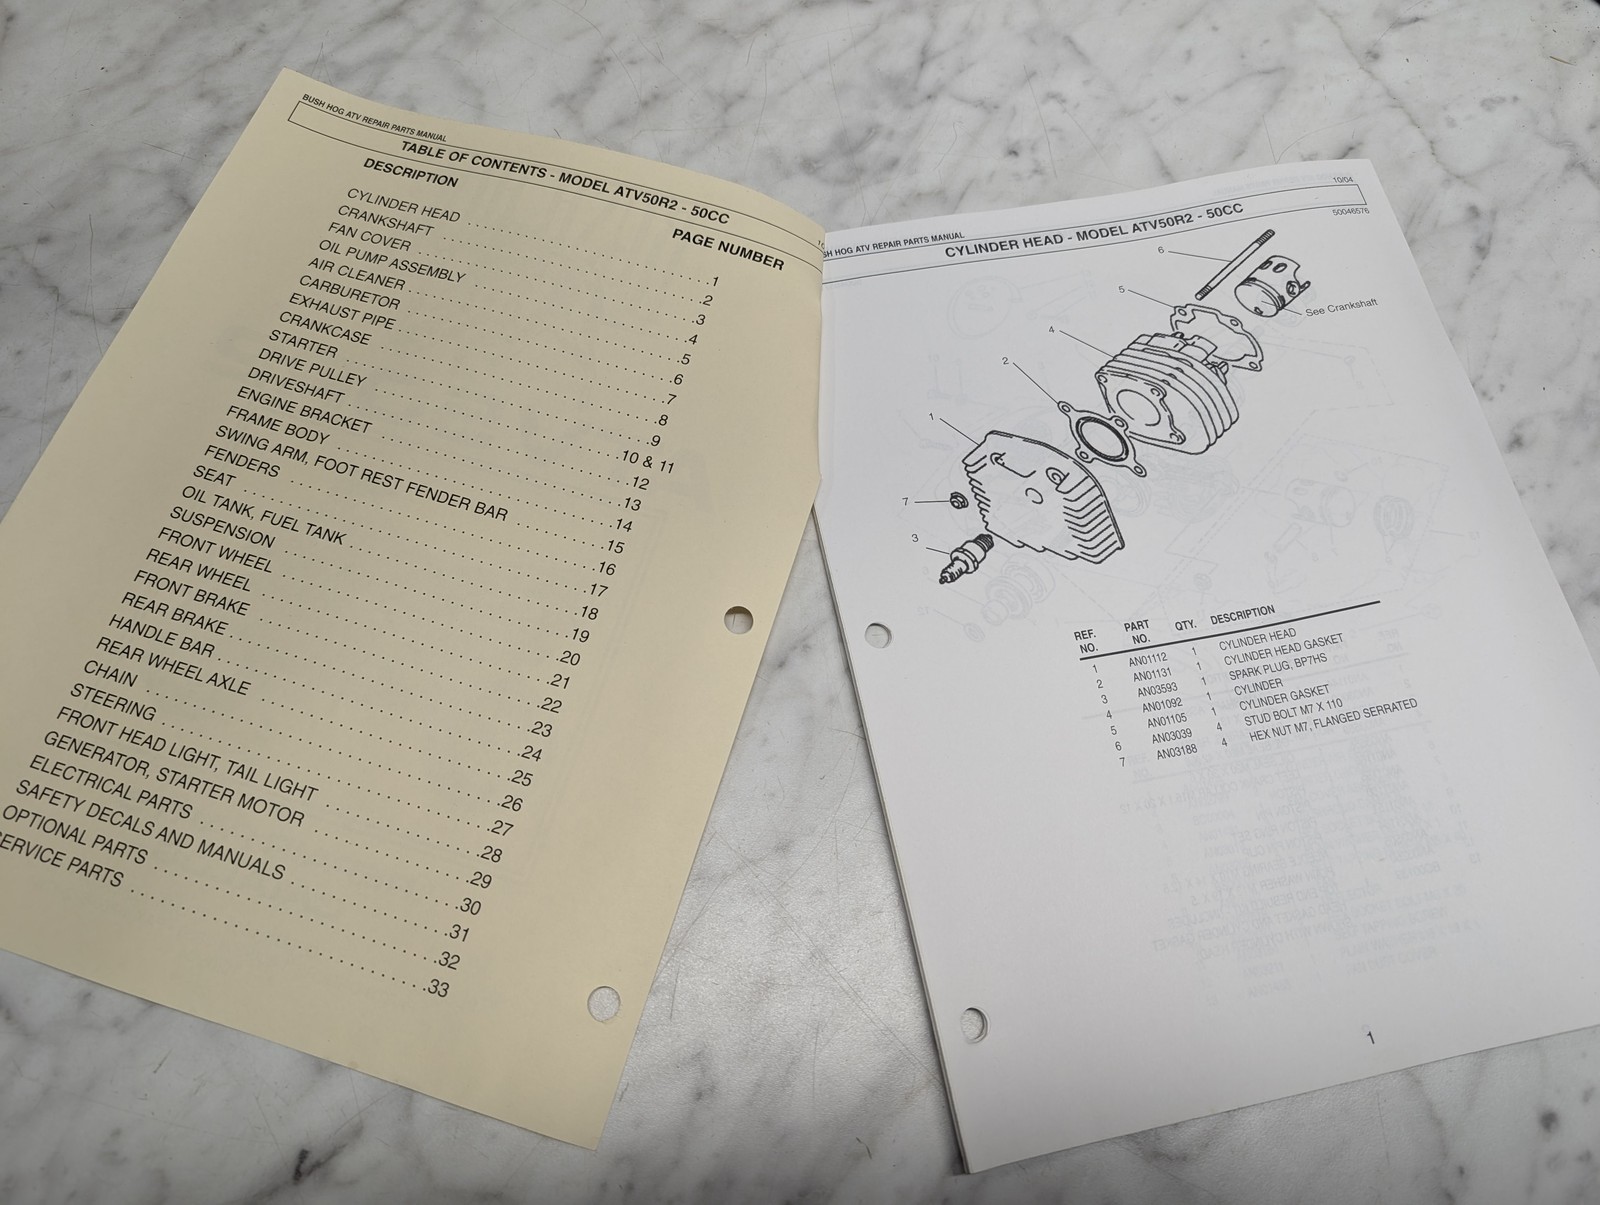 BUSH HOG ATV REPAIR PARTS MANUAL
TABLE OF CONTENTS - MODEL ATV50R2 - 50CC
DESCRIPTION PAGE NUMBER
CYLINDER HEAD . . . . . . . . . . 1
CRANKSHAFT . . . . . . . . . . 2
FAN COVER . . . . . . . . . . 3
OIL PUMP ASSEMBLY . . . . . . . . . . 4
AIR CLEANER . . . . . . . . . . 5
CARBURETOR . . . . . . . . . . 6
EXHAUST PIPE . . . . . . . . . . 7
CRANKCASE . . . . . . . . . . 8
STARTER . . . . . . . . . . 9
DRIVE PULLEY . . . . . . . . . . 10 & 11
DRIVESHAFT . . . . . . . . . . 12
ENGINE BRACKET . . . . . . . . . . 13
FRAME BODY . . . . . . . . . . 14
SWING ARM, FOOT REST FENDER BAR . . . . . . . . . . 15
FENDERS . . . . . . . . . . 16
SEAT . . . . . . . . . . 17
OIL TANK, FUEL TANK . . . . . . . . . . 18
SUSPENSION . . . . . . . . . . 19
FRONT WHEEL . . . . . . . . . . 20
REAR WHEEL . . . . . . . . . . 21
FRONT BRAKE . . . . . . . . . . 22
REAR BRAKE . . . . . . . . . . 23
HANDLE BAR . . . . . . . . . . 24
REAR WHEEL AXLE . . . . . . . . . . 25
CHAIN . . . . . . . . . . 26
STEERING . . . . . . . . . . 27
FRONT HEAD LIGHT, TAIL LIGHT . . . . . . . . . . 28
GENERATOR, STARTER MOTOR . . . . . . . . . . 29
ELECTRICAL PARTS . . . . . . . . . . 30
SAFETY DECALS AND MANUALS . . . . . . . . . . 31
OPTIONAL PARTS . . . . . . . . . . 32
ERVICE PARTS . . . . . . . . . . 33
10/04
SH HOG ATV REPAIR PARTS MANUAL
CYLINDER HEAD - MODEL ATV50R2 - 50CC
50046576
6
5
See Crankshaft
4
2
1
7
3
REF. NO. PART NO. QTY. DESCRIPTION
1 AN01112 1 CYLINDER HEAD
2 AN01131 1 CYLINDER HEAD GASKET
3 AN03593 1 SPARK PLUG, BP7HS
4 AN01092 1 CYLINDER
5 AN01105 1 CYLINDER GASKET
6 AN03039 4 STUD BOLT M7 X 110
7 AN03188 4 HEX NUT M7, FLANGED SERRATED
1